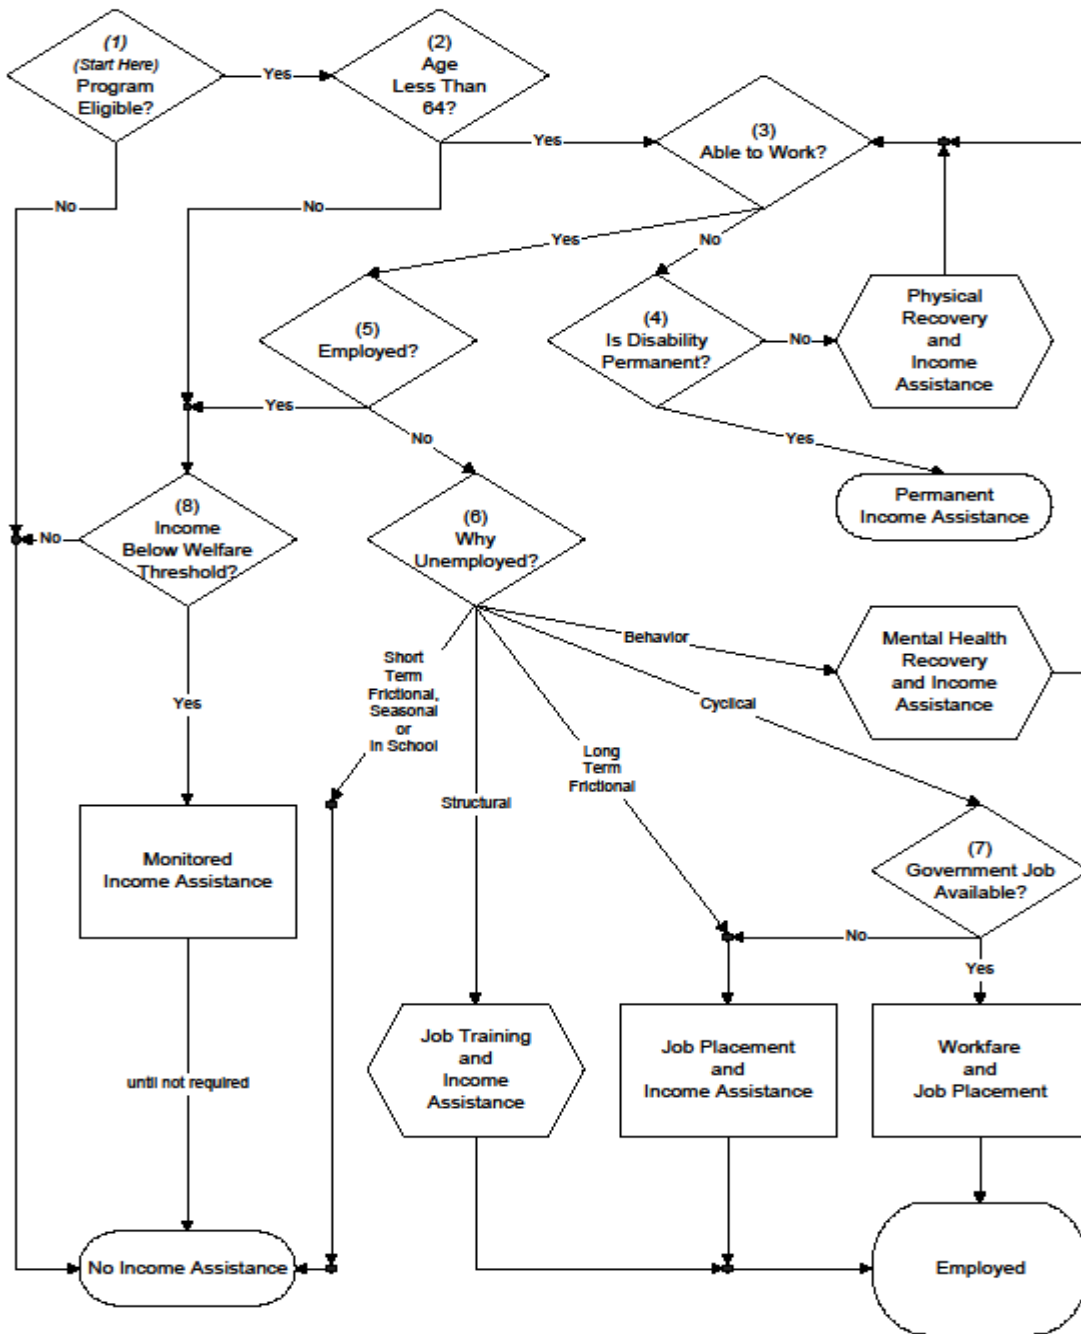 (1)
(Start Here)
Program
Eligible?
Yes
(2)
Age
Less Than
64?
Yes
(3)
Able to Work?
No
No
Yes
No
(5)
Employed?
(4)
Is Disability
Permanent?
No
Physical
Recovery
and
Income
Assistance
Yes
No
Yes
Permanent
Income Assistance
(8)
Income
Below Welfare
Threshold?
No
(6)
Why
Unemployed?
Behavior
Mental Health
Recovery
and Income
Assistance
Short
Term
Frictional,
Seasonal
or
In School
Yes
Cyclical
Long
Term
Frictional
Structural
Monitored
Income Assistance
(7)
Government Job
Available?
No
Yes
Job Training
and
Income
Assistance
Job Placement
and
Income Assistance
Workfare
and
Job Placement
until not required
No Income Assistance
Employed